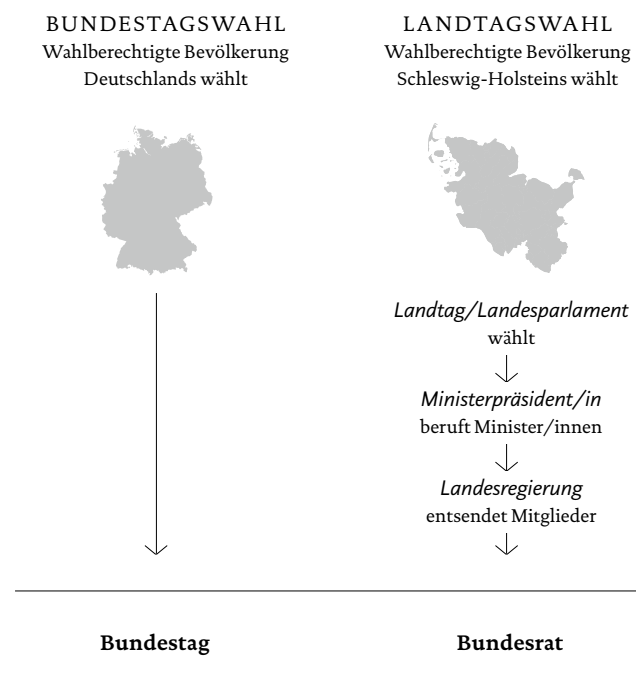 BUNDESTAGSWAHL
Wahlberechtigte Bevölkerung
Deutschlands wählt
LANDTAGSWAHL
Wahlberechtigte Bevölkerung
Schleswig-Holsteins wählt
Landtag/Landesparlament
wählt
Ministerpräsident/in
beruft Minister/innen
Landesregierung
entsendet Mitglieder
Bundestag
Bundesrat